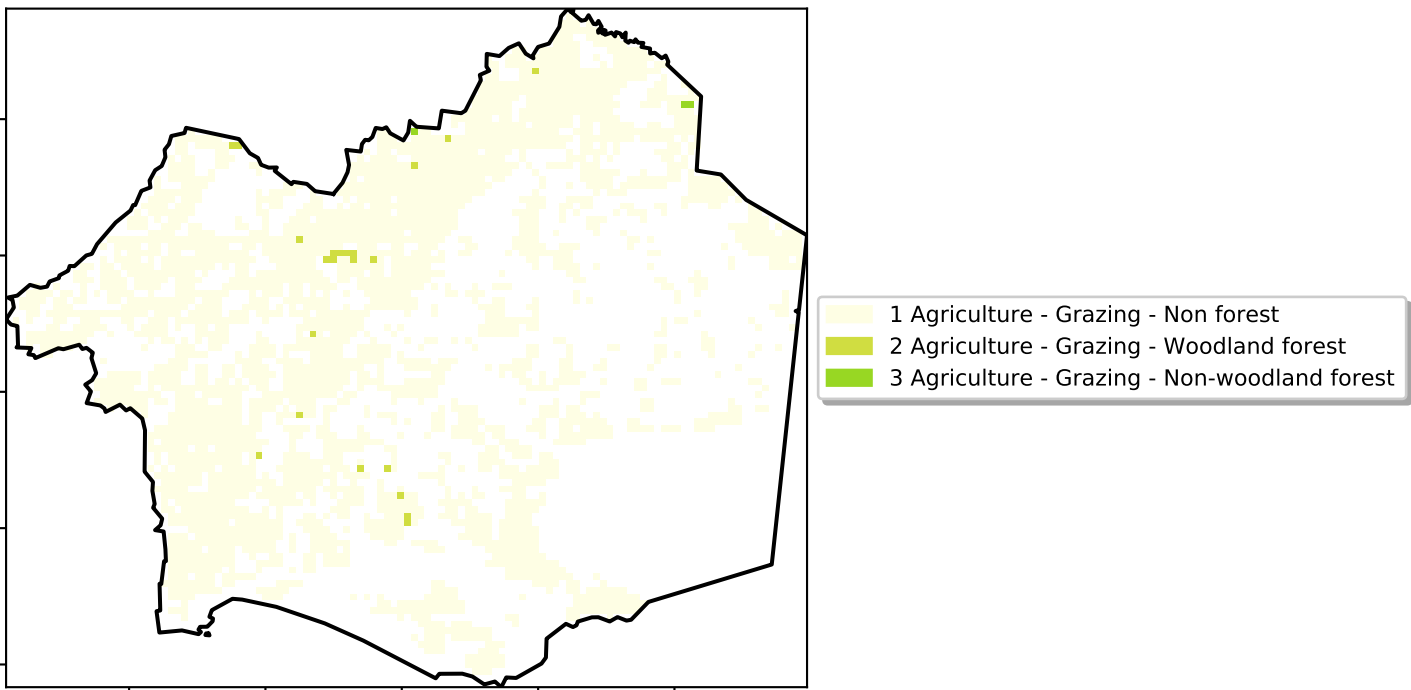 1 Agriculture - Grazing - Non forest
2 Agriculture - Grazing - Woodland forest
3 Agriculture - Grazing - Non-woodland forest